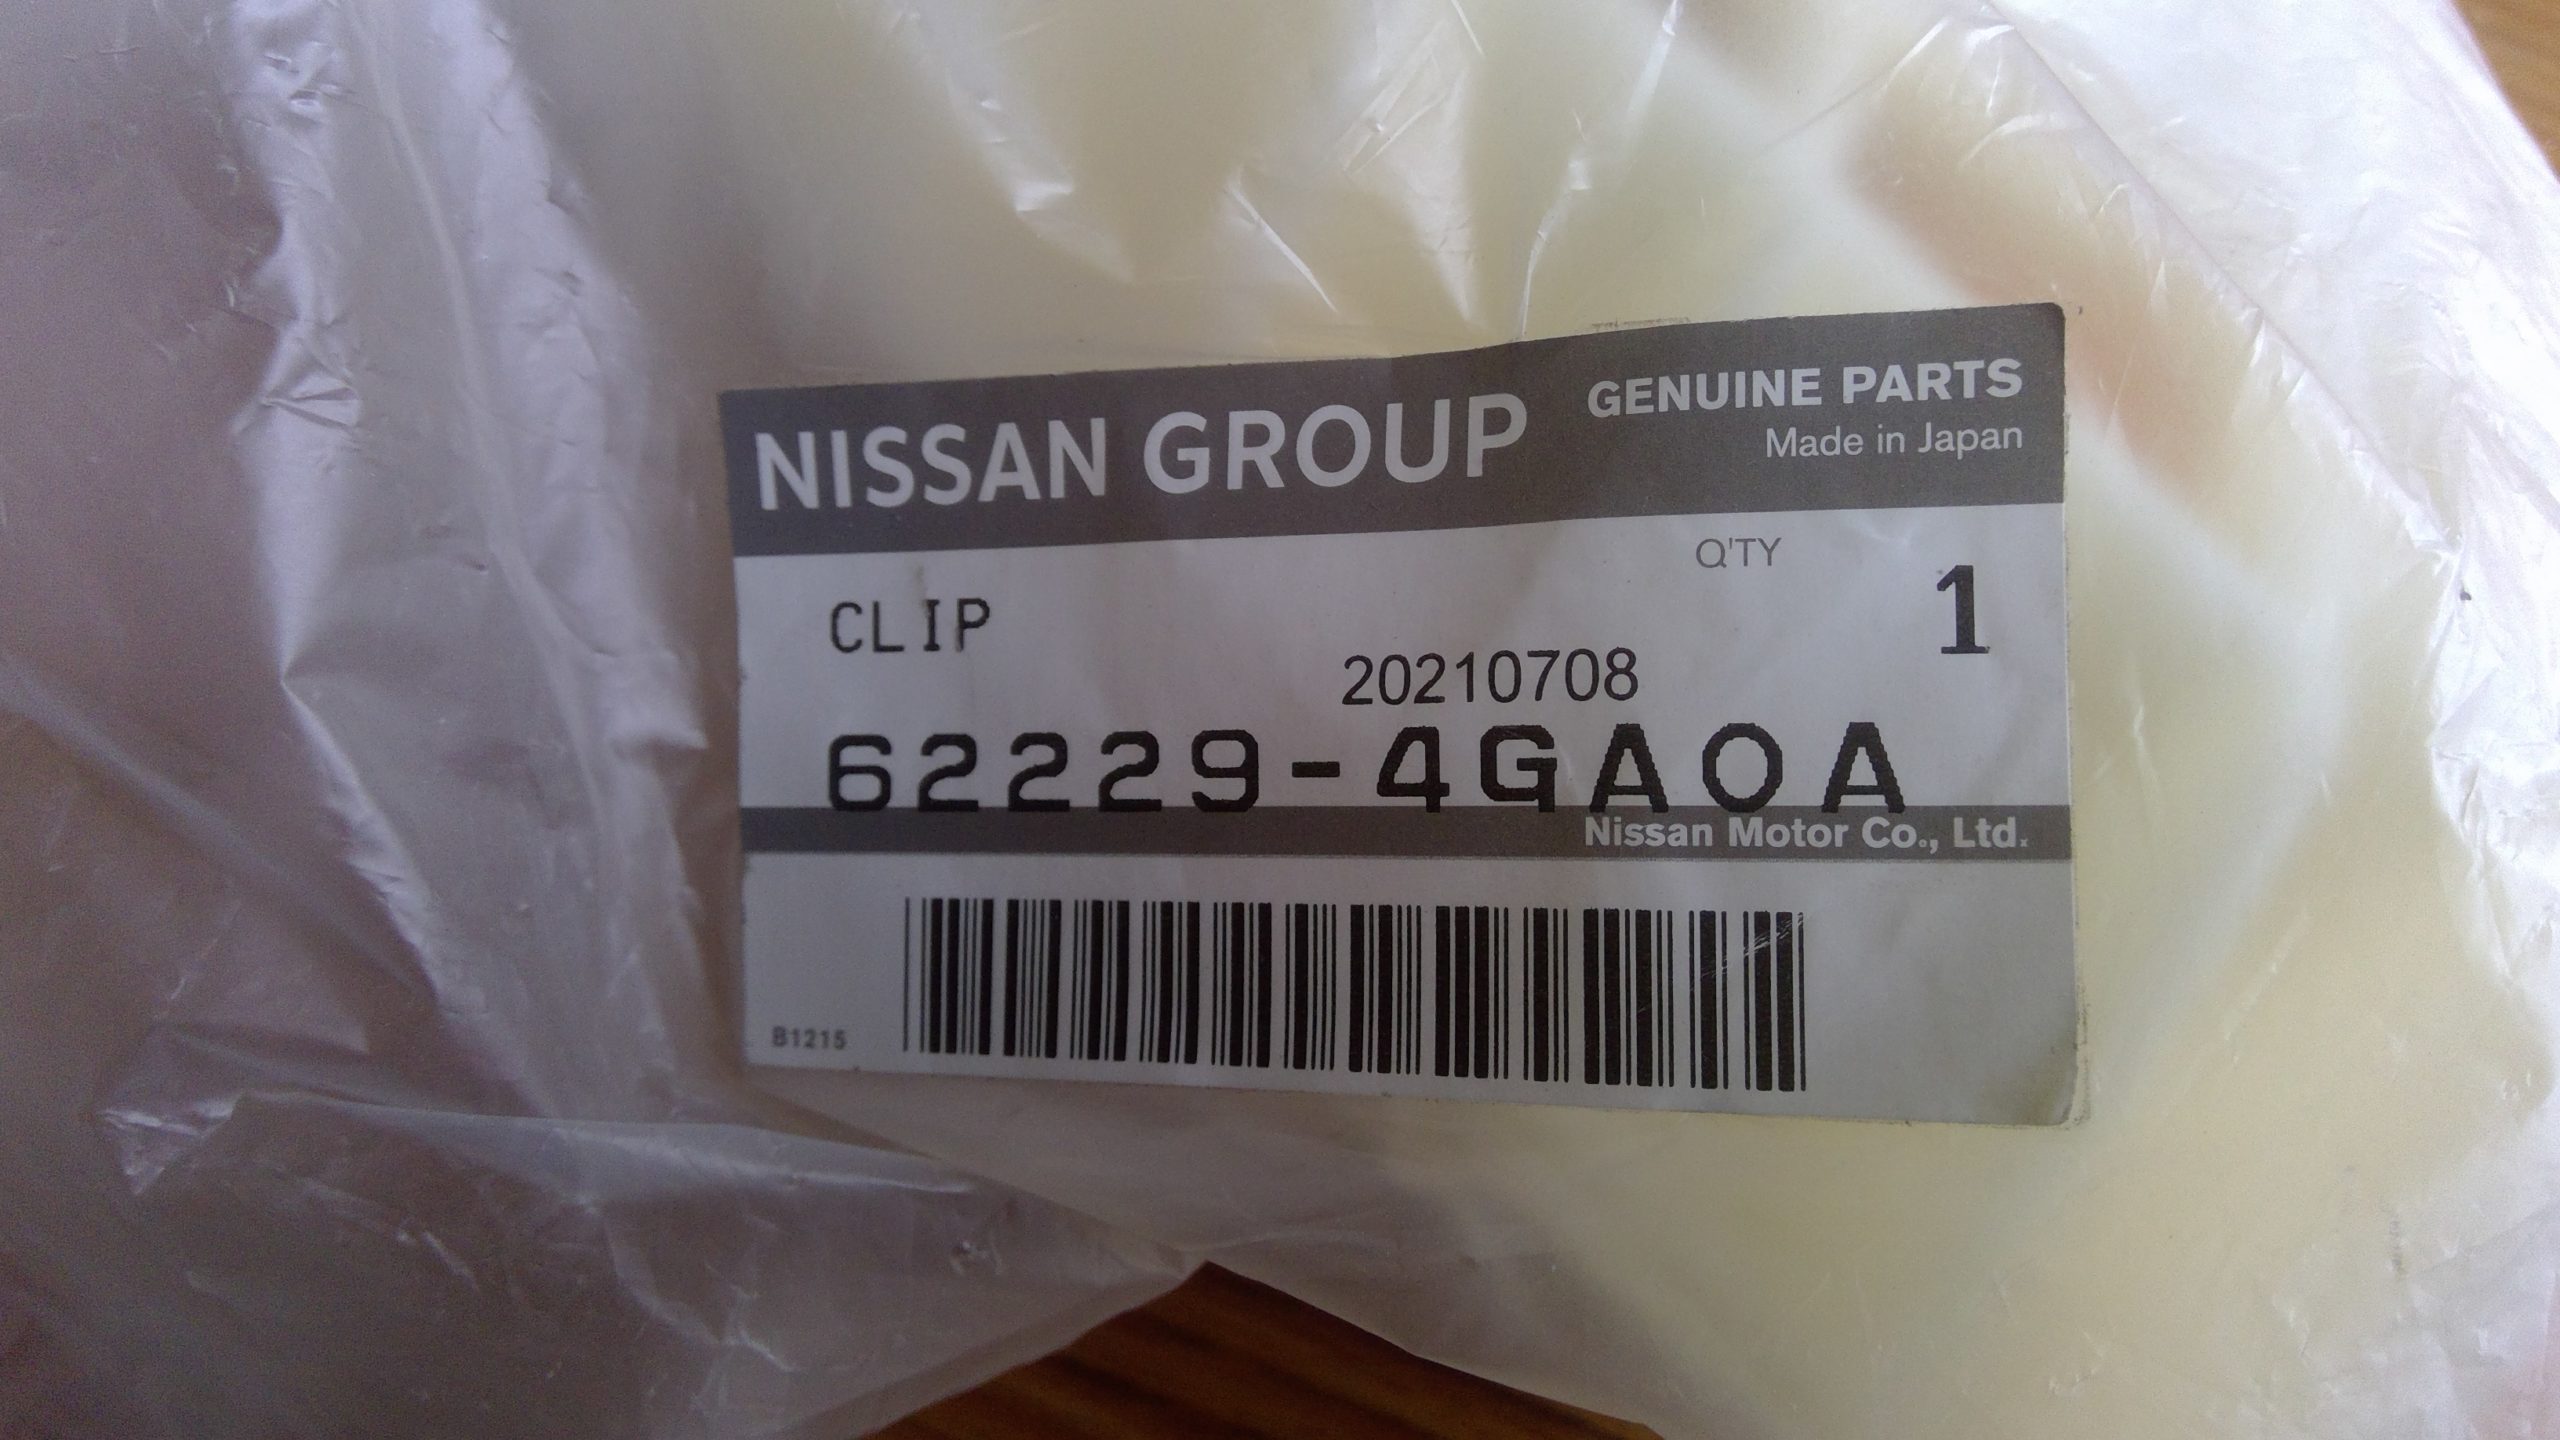 NISSAN GROUP
GENUINE PARTS
Made in Japan
Q'TY
CLIP
1
20210708
62229-4GA0A
Nissan Motor Co., Ltd.
B1215